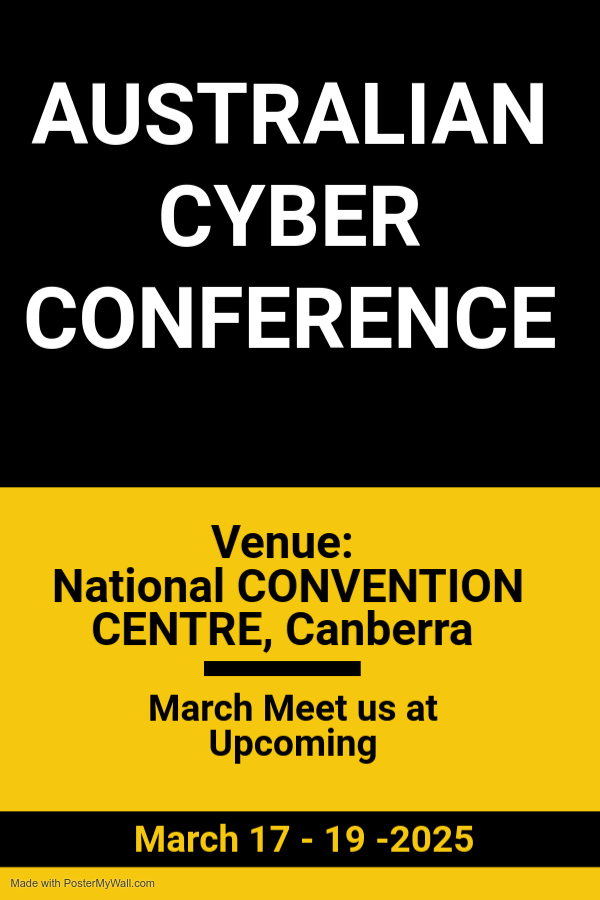 AUSTRALIAN
CYBER
CONFERENCE
Venue:
National CONVENTION
CENTRE, Canberra
March Meet us at
Upcoming
March 17 - 19 -2025
Made with PosterMyWall.com